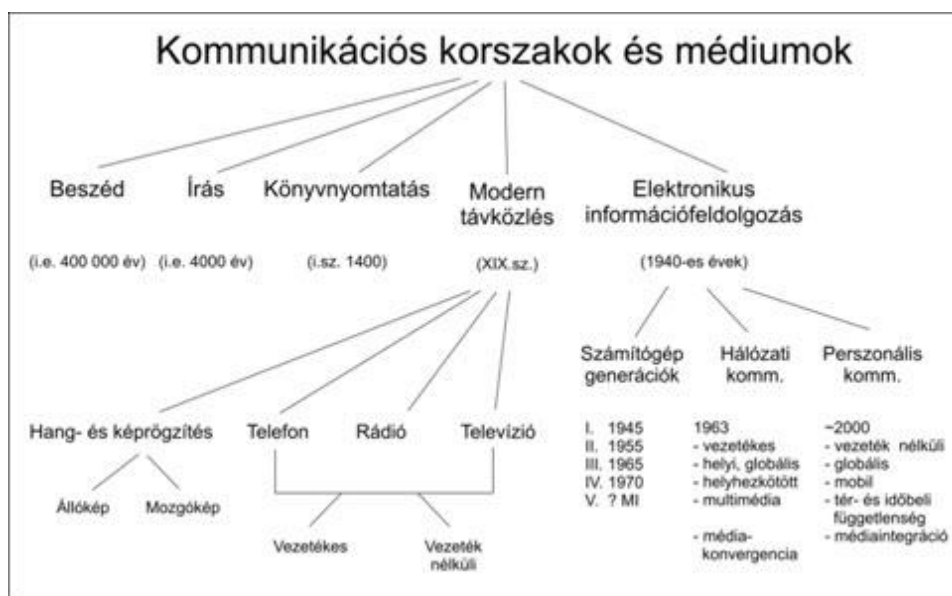 Kommunikációs korszakok és médiumok
Beszéd
(i.e. 400 000 év)
Írás
(i.e. 4000 év)
Könyvnyomtatás
(i.sz. 1400)
Modern
távközlés
(XIX.sz.)
Elektronikus
információfeldolgozás
(1940-es évek)
Hang- és képrögzítés
Állókép
Mozgókép
Telefon
Rádió
Televízió
Vezetékes
Vezeték
nélküli
Számítógép
generációk
I. 1945
II. 1955
III. 1965
IV. 1970
V. ? MI
Hálózati
komm.
1963
- vezetékes
- helyi, globális
- helyhezkötött
- multimédia
- média-
konvergencia
Perszonális
komm.
~2000
- vezeték nélküli
- globális
- mobil
- tér- és időbeli
függetlenség
- médiaintegráció